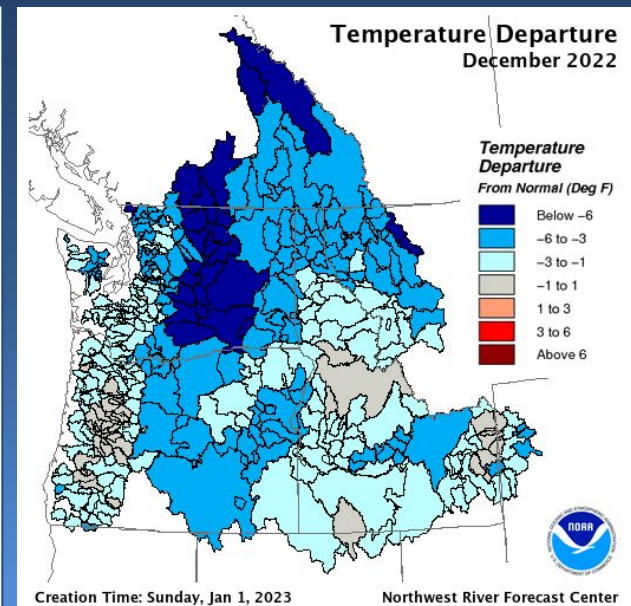 Temperature Departure
December 2022
Temperature
Departure
From Normal (Deg F)
Below -6
-6 to -3
-3 to -1
-1 to 1
1 to 3
3 to 6
Above 6
NOAA
Creation Time: Sunday, Jan 1, 2023
Northwest River Forecast Center